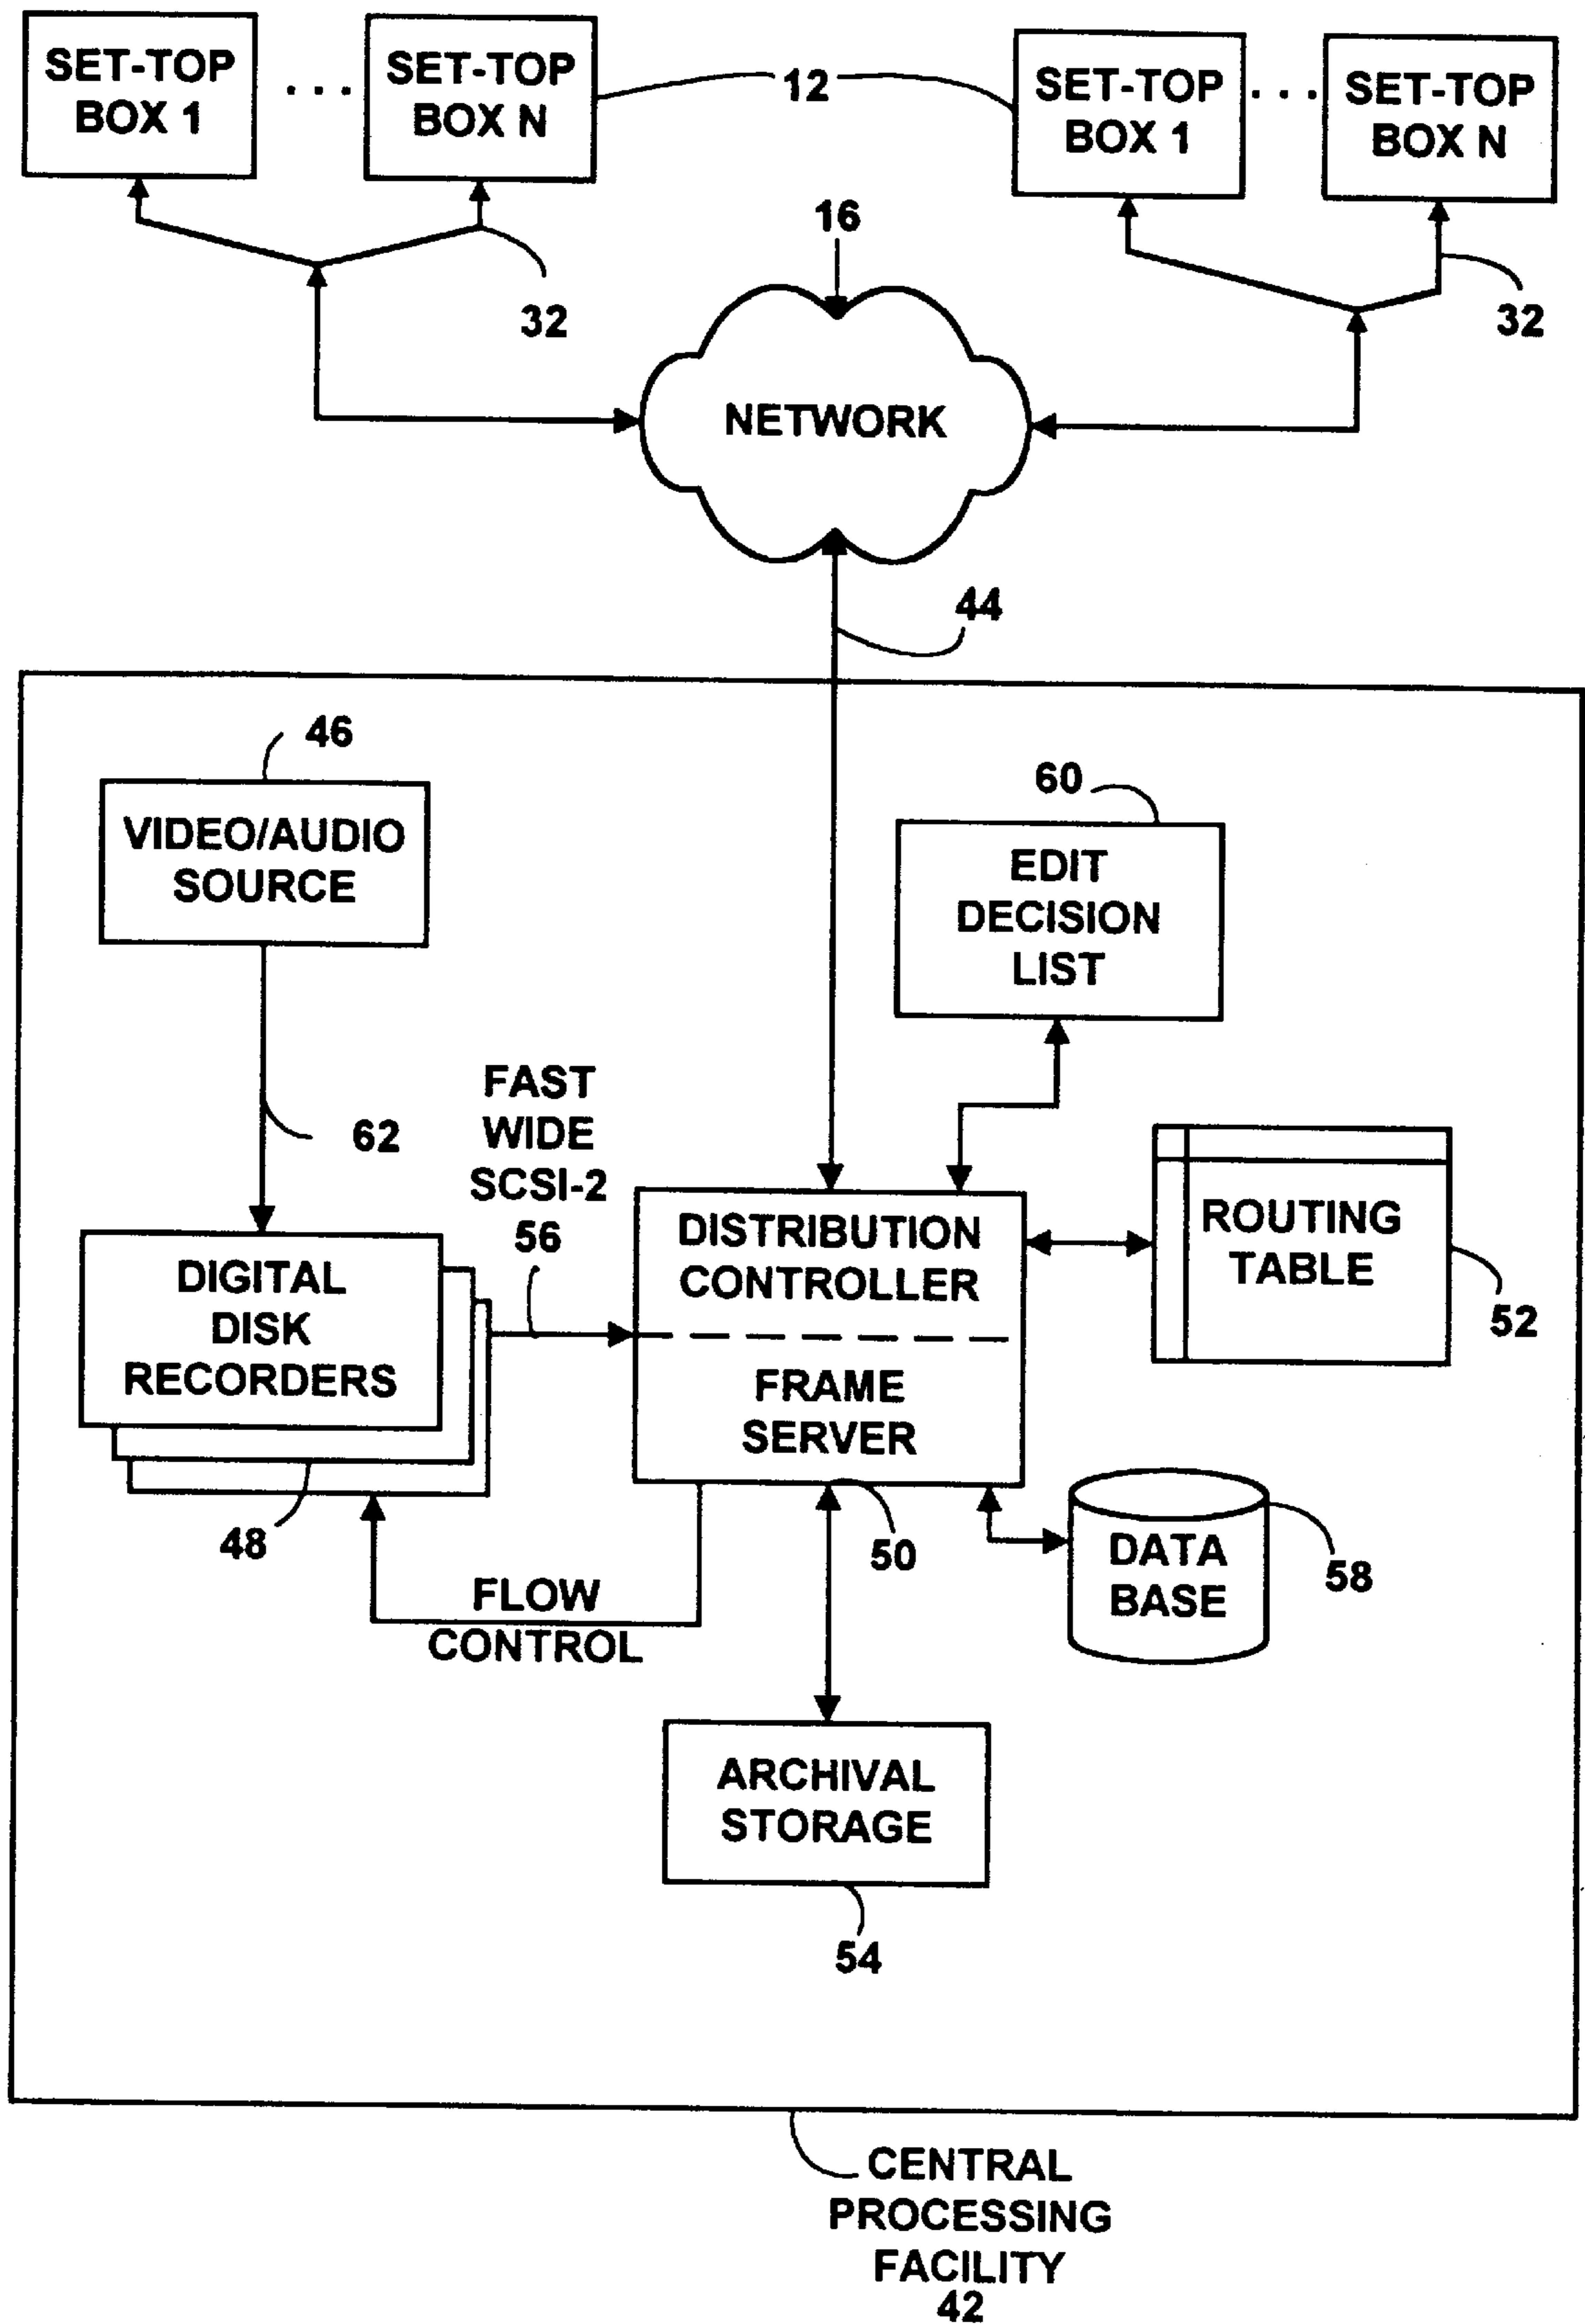 SET-TOP
BOX 1
. . .
SET-TOP
BOX N
12
SET-TOP
BOX 1
. . .
SET-TOP
BOX N
32
16
32
NETWORK
44
46
VIDEO/AUDIO
SOURCE
60
EDIT
DECISION
LIST
62
FAST
WIDE
SCSI-2
56
DIGITAL
DISK
RECORDERS
48
DISTRIBUTION
CONTROLLER
FRAME
SERVER
50
ROUTING
TABLE
52
FLOW
CONTROL
DATA
BASE
58
ARCHIVAL
STORAGE
54
CENTRAL
PROCESSING
FACILITY
42